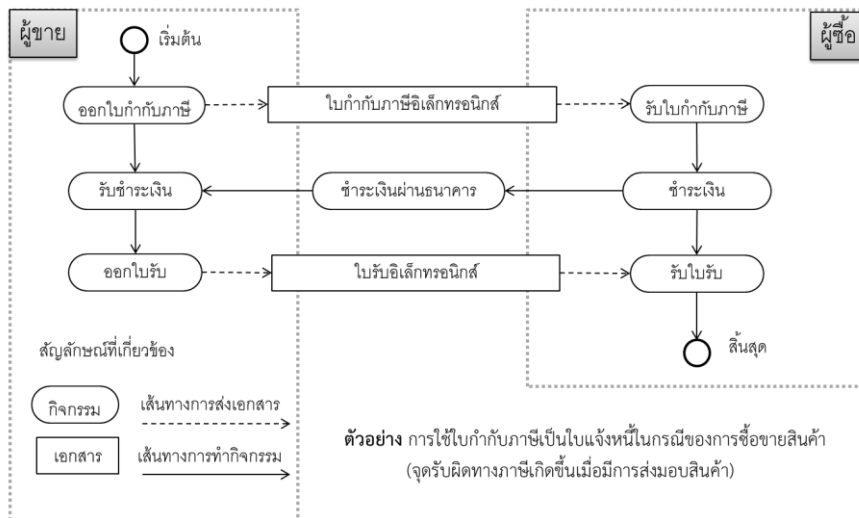 ผู้ขาย
ผู้ซื้อ
เริ่มต้น
ออกใบกำกับภาษี
ใบกำกับภาษีอิเล็กทรอนิกส์
รับใบกำกับภาษี
รับชำระเงิน
ชำระเงินผ่านธนาคาร
ชำระเงิน
ออกใบรับ
ใบรับอิเล็กทรอนิกส์
รับใบรับ
สิ้นสุด
สัญลักษณ์ที่เกี่ยวข้อง
กิจกรรม
เส้นทางการส่งเอกสาร
เอกสาร
เส้นทางการทำกิจกรรม
ตัวอย่าง การใช้ใบกำกับภาษีเป็นใบแจ้งหนี้ในกรณีของการซื้อขายสินค้า
(จุดรับผิดทางภาษีเกิดขึ้นเมื่อมีการส่งมอบสินค้า)